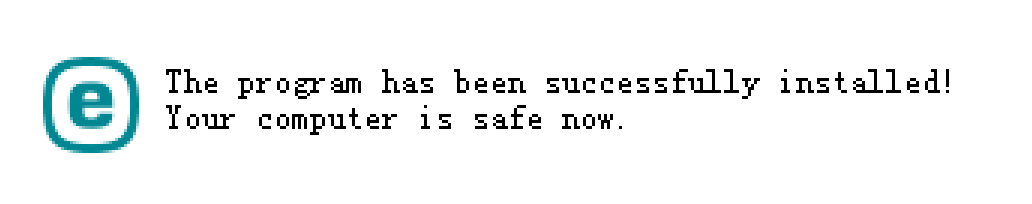 e
The program has been successfully installed!
Your computer is safe now.